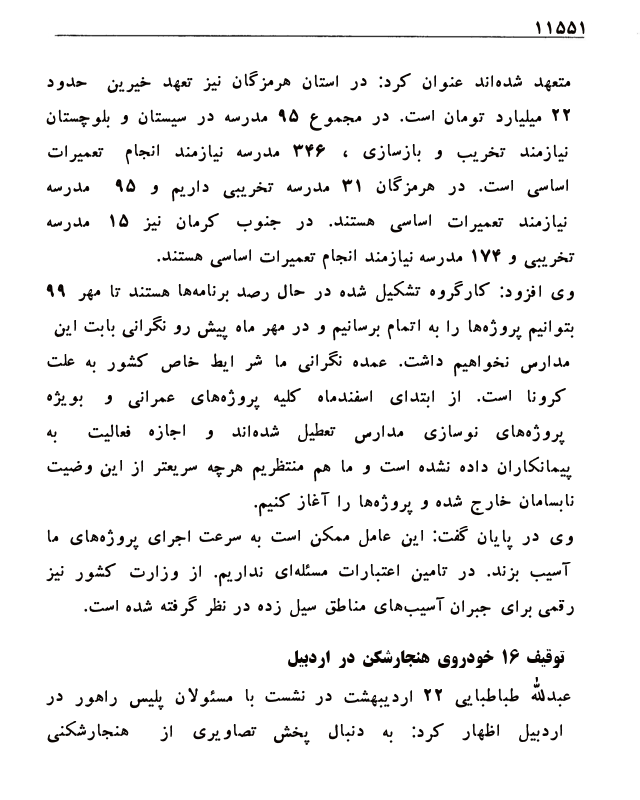 ۱۱۵۵۱
متعهد شده‌اند عنوان کرد: در استان هرمزگان نیز تعهد خیرین حدود
۲۲ میلیارد تومان است. در مجموع ۹۵ مدرسه در سیستان و بلوچستان
نیازمند تخریب و بازسازی ، ۳۴۶ مدرسه نیازمند انجام تعمیرات
اساسی است. در هرمزگان ۳۱ مدرسه تخریبی داریم و ۹۵ مدرسه
نیازمند تعمیرات اساسی هستند. در جنوب کرمان نیز ۱۵ مدرسه
تخریبی و ۱۷۴ مدرسه نیازمند انجام تعمیرات اساسی هستند.
وی افزود: کارگروه تشکیل شده در حال رصد برنامه‌ها هستند تا مهر ۹۹
بتوانیم پروژه‌ها را به اتمام برسانیم و در مهر ماه پیش رو نگرانی بابت این
مدارس نخواهیم داشت. عمده نگرانی ما شر ایط خاص کشور به علت
کرونا است. از ابتدای اسفندماه کلیه پروژه‌های عمرانی و بویژه
پروژه‌های نوسازی مدارس تعطیل شده‌اند و اجازه فعالیت به
پیمانکاران داده نشده است و ما هم منتظریم هرچه سریعتر از این وضیت
نابسامان خارج شده و پروژه‌ها را آغاز کنیم.
وی در پایان گفت: این عامل ممکن است به سرعت اجرای پروژه‌های ما
آسیب بزند. در تامین اعتبارات مسئله‌ای نداریم. از وزارت کشور نیز
رقمی برای جبران آسیب‌های مناطق سیل زده در نظر گرفته شده است.
توقیف ۱۶ خودروی هنجارشکن در اردبیل
عبدلله طباطبایی ۲۲ اردیبهشت در نشست با مسئولان پلیس راهور در
اردبیل اظهار کرد: به دنبال پخش تصاویری از هنجارشکنی